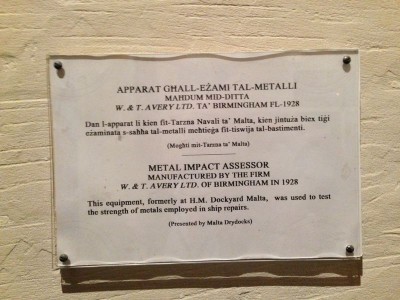 APPARAT GĦALL-EŻAMI TAL-METALLI
MAHDUM MID-DITTA
W. & T. AVERY LTD. TA' BIRMINGHAM FL-1928
Dan l-apparat li kien fit-Tarzna Navali ta' Malta, kien jintuża biex tiġi
eżaminata s-saħħa tal-metalli meħtieġa fit-tiswija tal-bastimenti.
(Mogħti mit-Tarzna ta' Malta)
METAL IMPACT ASSESSOR
MANUFACTURED BY THE FIRM
W. & T. AVERY LTD. OF BIRMINGHAM IN 1928
This equipment, formerly at H.M. Dockyard Malta, was used to test
the strength of metals employed in ship repairs.
(Presented by Malta Drydocks)